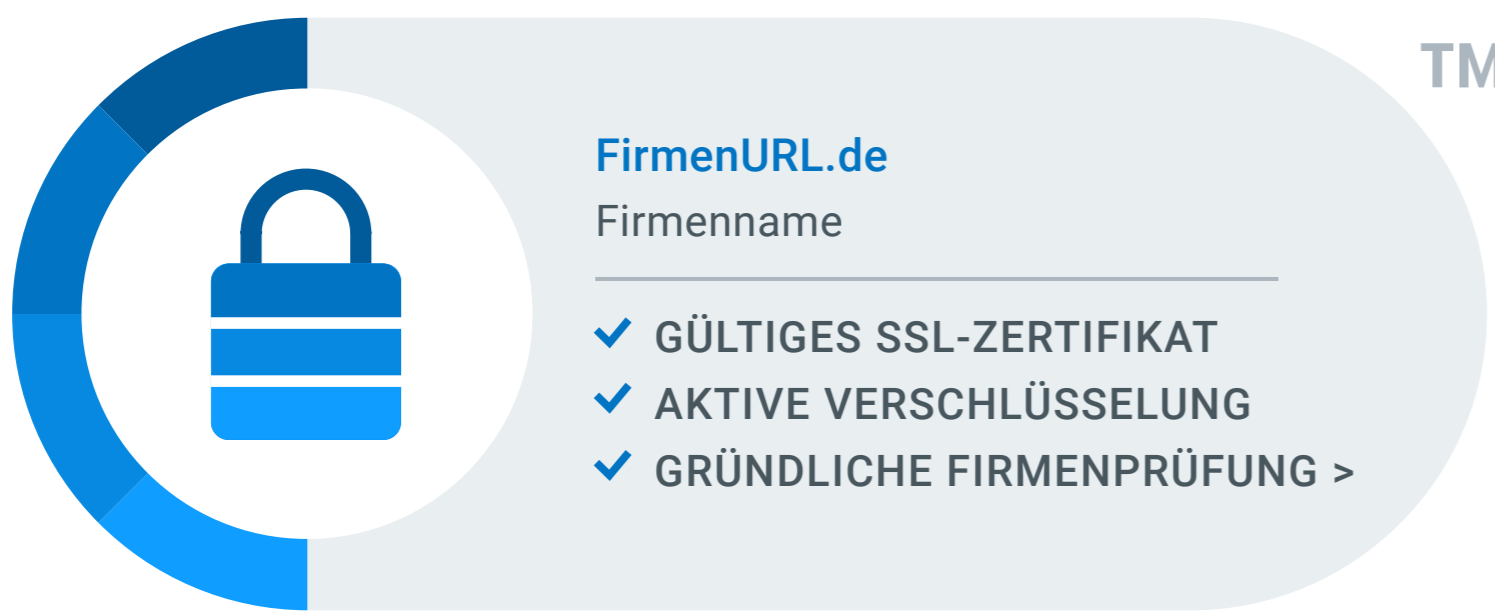 TM
FirmenURL.de
Firmenname
GÜLTIGES SSL-ZERTIFIKAT
AKTIVE VERSCHLÜSSELUNG
GRÜNDLICHE FIRMENPRÜFUNG >